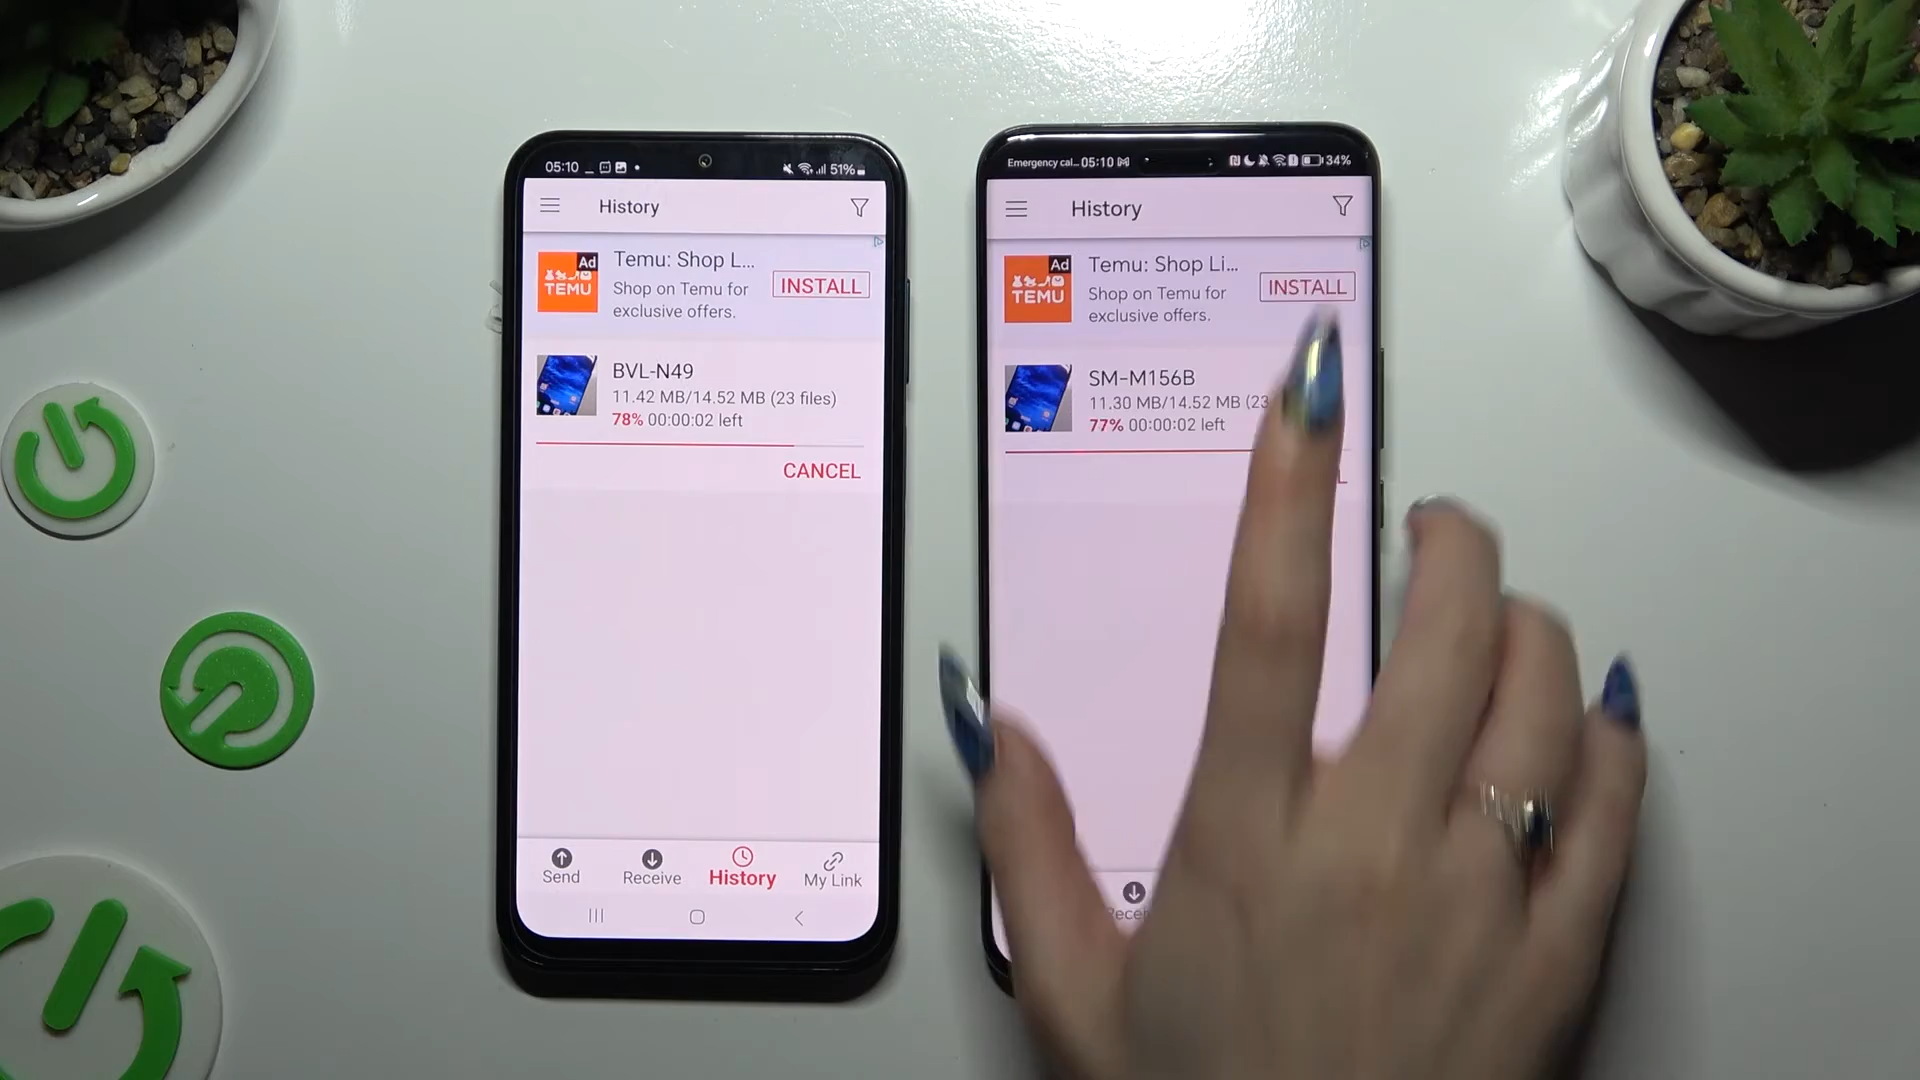 05:10
51%
History
Ad
TEMU
Temu: Shop L...
Shop on Temu for
exclusive offers.
INSTALL
BVL-N49
11.42 MB/14.52 MB (23 files)
78% 00:00:02 left
CANCEL
Send
Receive
History
My Link
Emergency cal... 05:10
34%
History
Ad
TEMU
Temu: Shop Li...
Shop on Temu for
exclusive offers.
INSTALL
SM-M156B
11.30 MB/14.52 MB (23
77% 00:00:02 left
L
Recei